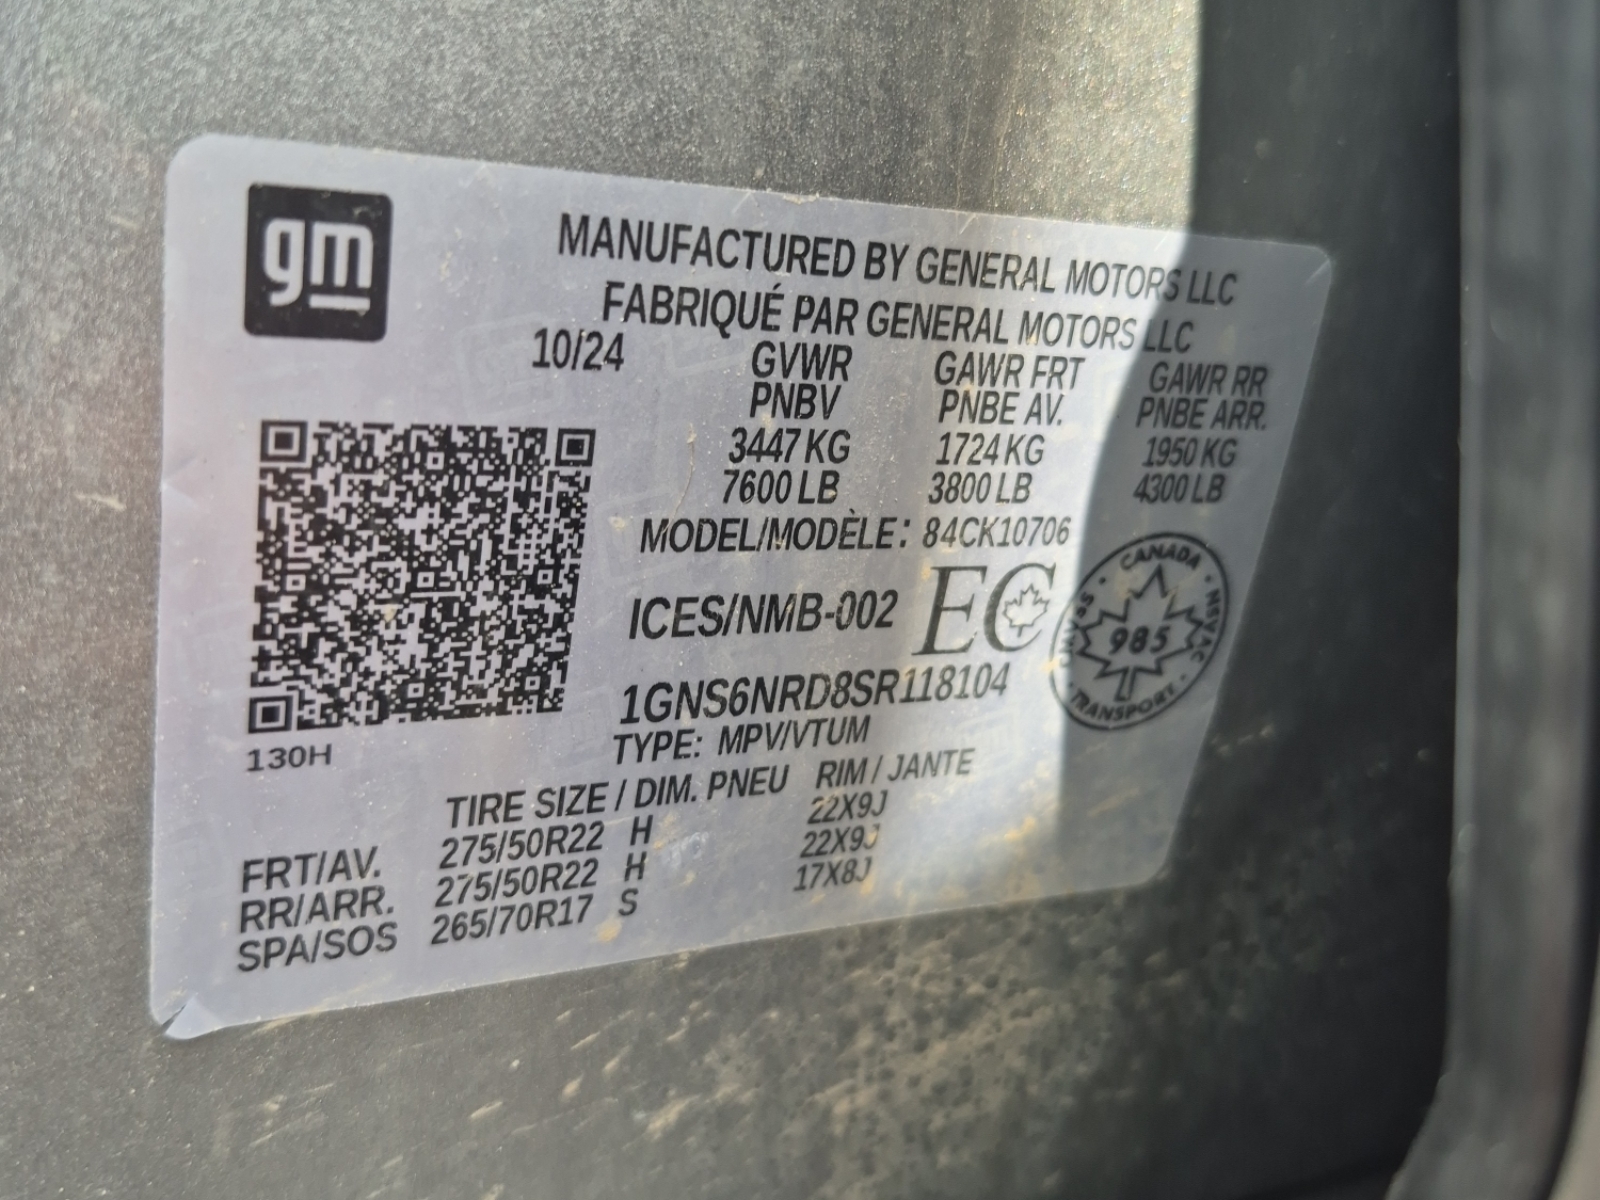 gm
MANUFACTURED BY GENERAL MOTORS LLC
FABRIQUÉ PAR GENERAL MOTORS LLC
10/24 GVWR GAWR FRT GAWR RR
PNBV PNBE AV. PNBE ARR.
3447 KG 1724 KG 1950 KG
7600 LB 3800 LB 4300 LB
MODEL/MODÈLE: 84CK10706
ICES/NMB-002 EC
CANADA
985
TRANSPORT
1GNS6NRD8SR118104
130H
TYPE: MPV/VTUM
TIRE SIZE / DIM. PNEU RIM / JANTE
FRT/AV. 275/50R22 H 22X9J
RR/ARR. 275/50R22 H 22X9J
SPA/SOS 265/70R17 S 17X8J